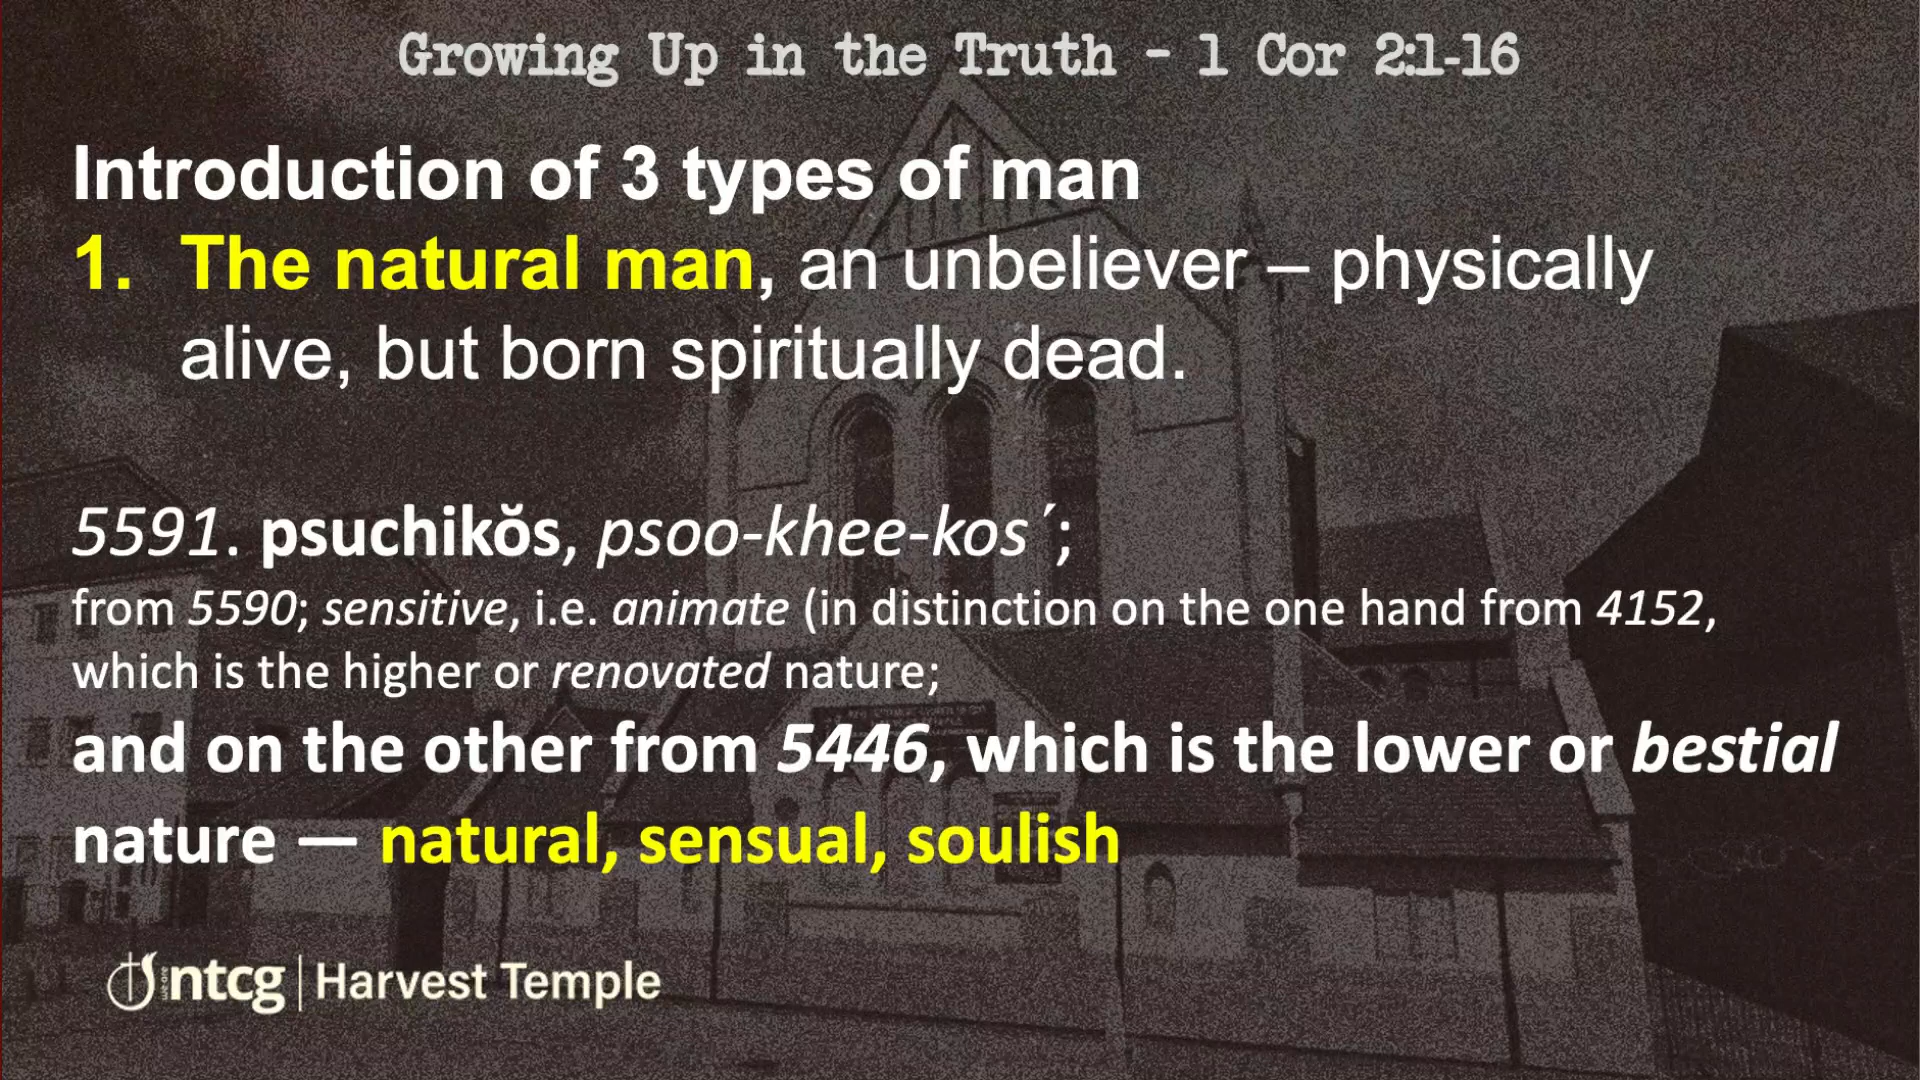 Growing Up in the Truth - 1 Cor 2:1-16
Introduction of 3 types of man
1. The natural man, an unbeliever – physically
alive, but born spiritually dead.
5591. psuchikŏs, psoo-khee-kos´;
from 5590; sensitive, i.e. animate (in distinction on the one hand from 4152,
which is the higher or renovated nature;
and on the other from 5446, which is the lower or bestial
nature — natural, sensual, soulish
we are ntcg | Harvest Temple